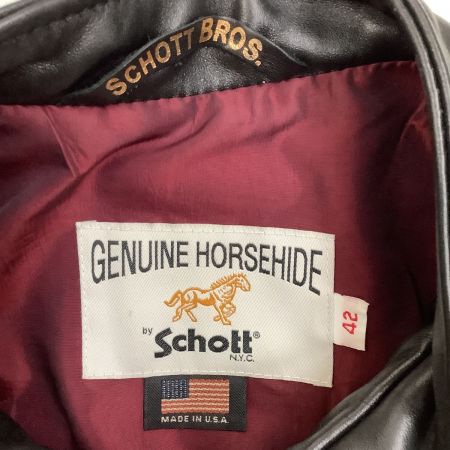 SCHOTT BROS.
GENUINE HORSEHIDE
by
Schott®
N.Y.C.
42
MADE IN U.S.A.